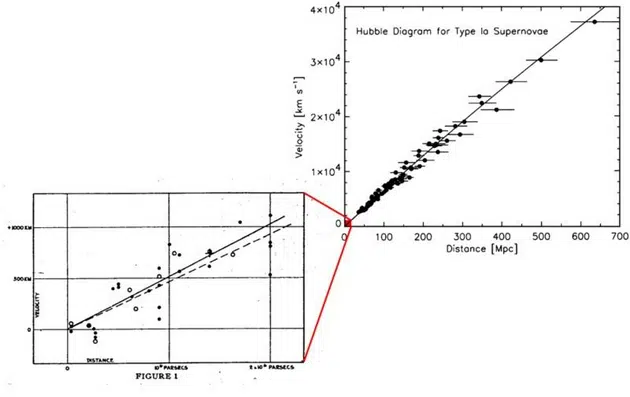 Hubble Diagram for Type Ia Supernovae
4×10⁴
3×10⁴
2×10⁴
1×10⁴
0
Velocity [km s⁻¹]
0 100 200 300 400 500 600 700
Distance [Mpc]
+1000 KM
500 KM
0
VELOCITY
0
DISTANCE
10⁶ PARSECS
2×10⁶ PARSECS
FIGURE 1